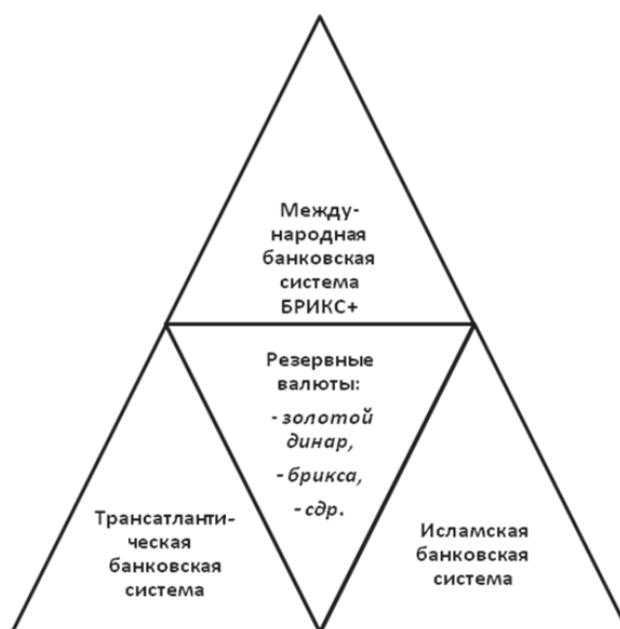 Между-
народная
банковская
система
БРИКС+
Резервные
валюты:
- золотой
динар,
- брикса,
- сдр.
Трансатланти-
ческая
банковская
система
Исламская
банковская
система